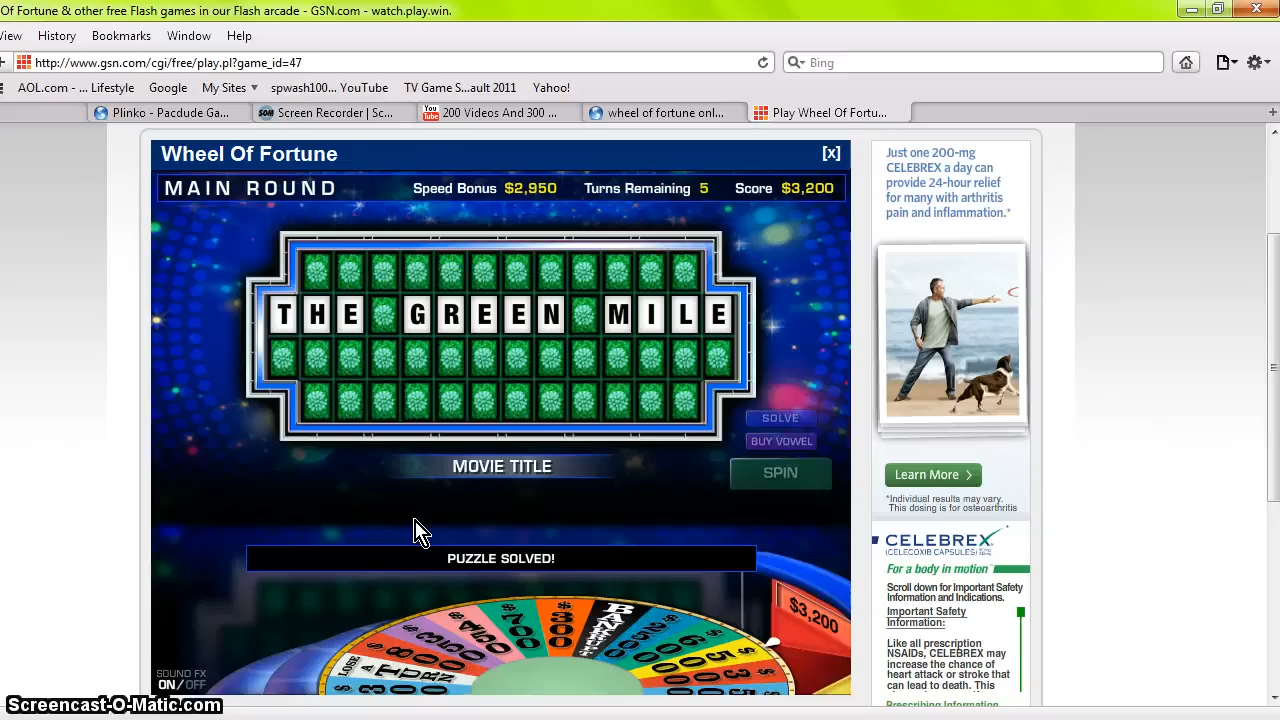 Of Fortune & other free Flash games in our Flash arcade - GSN.com - watch.play.win.
View History Bookmarks Window Help
http://www.gsn.com/cgi/free/play.pl?game_id=47
Bing
AOL.com - ... Lifestyle Google My Sites spwash100... YouTube TV Game S...ault 2011 Yahoo!
Plinko - Pacdude Ga... Screen Recorder | Sc... 200 Videos And 300 ... wheel of fortune onl... Play Wheel Of Fortu...
Wheel Of Fortune [x]
MAIN ROUND Speed Bonus $2,950 Turns Remaining 5 Score $3,200
THE GREEN MILE
SOLVE
BUY VOWEL
SPIN
MOVIE TITLE
PUZZLE SOLVED!
$3,200
LOSE A TURN
$700
$300
SOUND FX
ON/OFF
Just one 200-mg
CELEBREX a day can
provide 24-hour relief
for many with arthritis
pain and inflammation.*
Learn More >
*Individual results may vary.
This dosing is for osteoarthritis
CELEBREX
(CELECOXIB CAPSULES)
For a body in motion
Scroll down for Important Safety
Information and Indications.
Important Safety
Information:
Like all prescription
NSAIDs, CELEBREX may
increase the chance of
heart attack or stroke that
can lead to death. This
Prescribing Information
Screencast-O-Matic.com